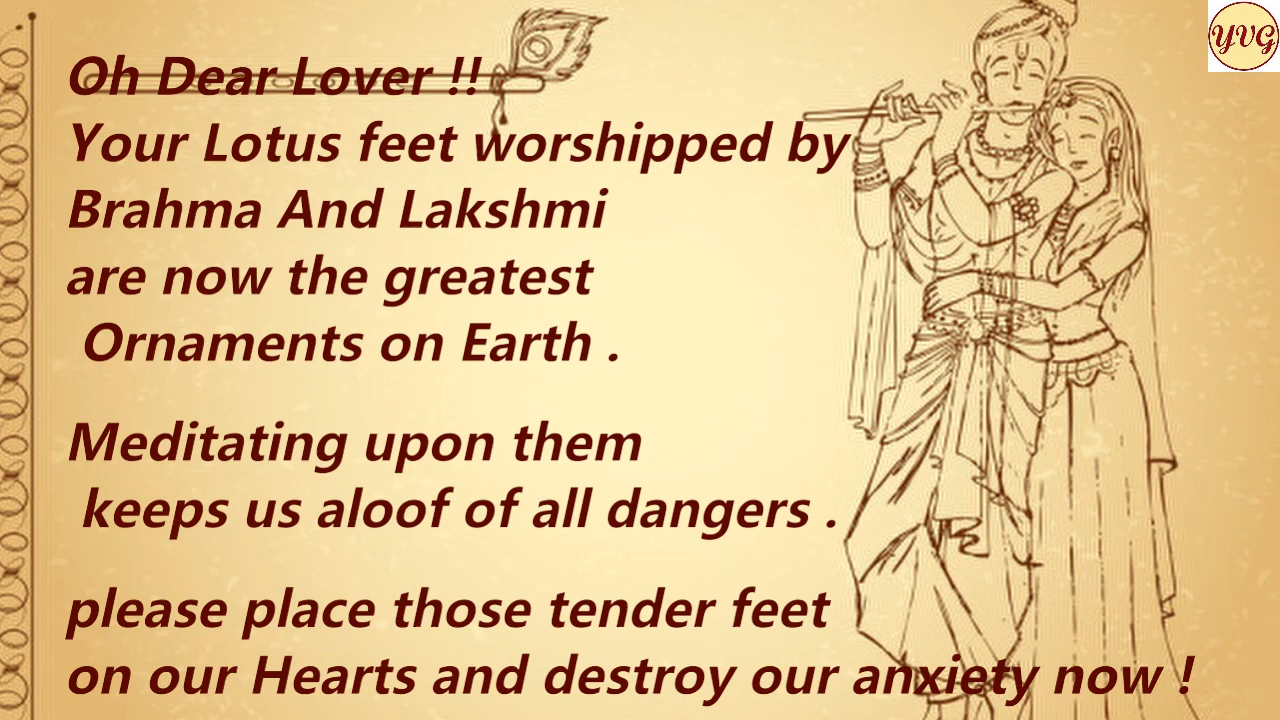 YVG
Oh Dear Lover !!
Your Lotus feet worshipped by
Brahma And Lakshmi
are now the greatest
Ornaments on Earth .
Meditating upon them
keeps us aloof of all dangers .
please place those tender feet
on our Hearts and destroy our anxiety now !